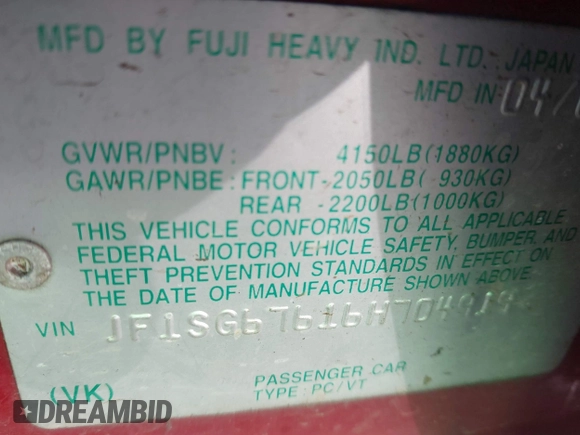 MFD BY FUJI HEAVY IND. LTD. JAPAN
MFD IN 04/
GVWR/PNBV: 4150LB(1880KG)
GAWR/PNBE: FRONT-2050LB( 930KG)
REAR -2200LB(1000KG)
THIS VEHICLE CONFORMS TO ALL APPLICABLE
FEDERAL MOTOR VEHICLE SAFETY, BUMPER, AND
THEFT PREVENTION STANDARDS IN EFFECT ON
THE DATE OF MANUFACTURE SHOWN ABOVE
VIN
(VK)
PASSENGER CAR
TYPE: PC/VT
DREAMBID